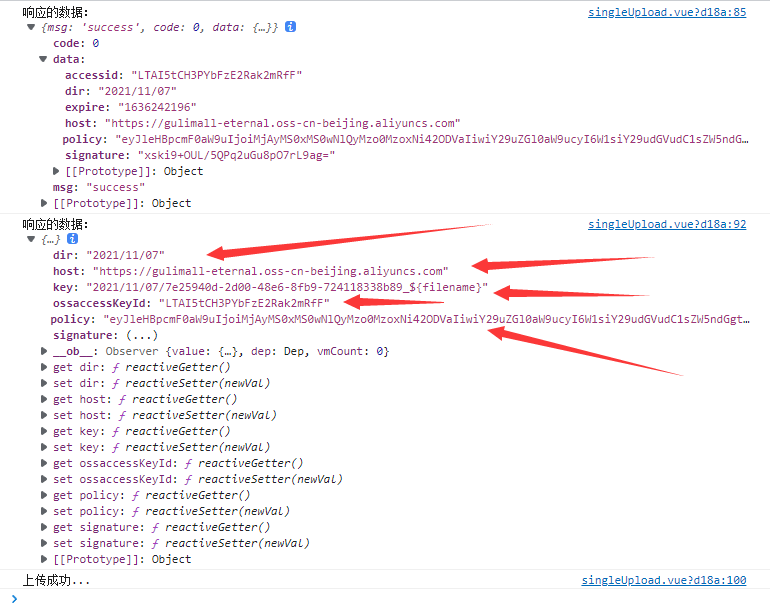 响应的数据: singleUpload.vue?d18a:85
▼ {msg: 'success', code: 0, data: {…}} i
code: 0
▼ data:
accessid: "LTAI5tCH3PYbFzE2Rak2mRfF"
dir: "2021/11/07"
expire: "1636242196"
host: "https://gulimall-eternal.oss-cn-beijing.aliyuncs.com"
policy: "eyJleHBpcmF0aW9uIjoiMjAyMS0xMS0wNlQyMzo0MzoxNi42ODVaIiwiY29uZGl0aW9ucyI6W1siY29udGVudC1sZW5ndG…
signature: "xski9+OUL/5QPq2uGu8pO7rL9ag="
▶ [[Prototype]]: Object
msg: "success"
▶ [[Prototype]]: Object
响应的数据: singleUpload.vue?d18a:92
▼ {…} i
dir: "2021/11/07"
host: "https://gulimall-eternal.oss-cn-beijing.aliyuncs.com"
key: "2021/11/07/7e25940d-2d00-48e6-8fb9-724118338b89_${filename}"
ossaccessKeyId: "LTAI5tCH3PYbFzE2Rak2mRfF"
policy: "eyJleHBpcmF0aW9uIjoiMjAyMS0xMS0wNlQyMzo0MzoxNi42ODVaIiwiY29uZGl0aW9ucyI6W1siY29udGVudC1sZW5ndGgt…
signature: (...)
▶ __ob__: Observer {value: {…}, dep: Dep, vmCount: 0}
▶ get dir: ƒ reactiveGetter()
▶ set dir: ƒ reactiveSetter(newVal)
▶ get host: ƒ reactiveGetter()
▶ set host: ƒ reactiveSetter(newVal)
▶ get key: ƒ reactiveGetter()
▶ set key: ƒ reactiveSetter(newVal)
▶ get ossaccessKeyId: ƒ reactiveGetter()
▶ set ossaccessKeyId: ƒ reactiveSetter(newVal)
▶ get policy: ƒ reactiveGetter()
▶ set policy: ƒ reactiveSetter(newVal)
▶ get signature: ƒ reactiveGetter()
▶ set signature: ƒ reactiveSetter(newVal)
▶ [[Prototype]]: Object
上传成功... singleUpload.vue?d18a:100